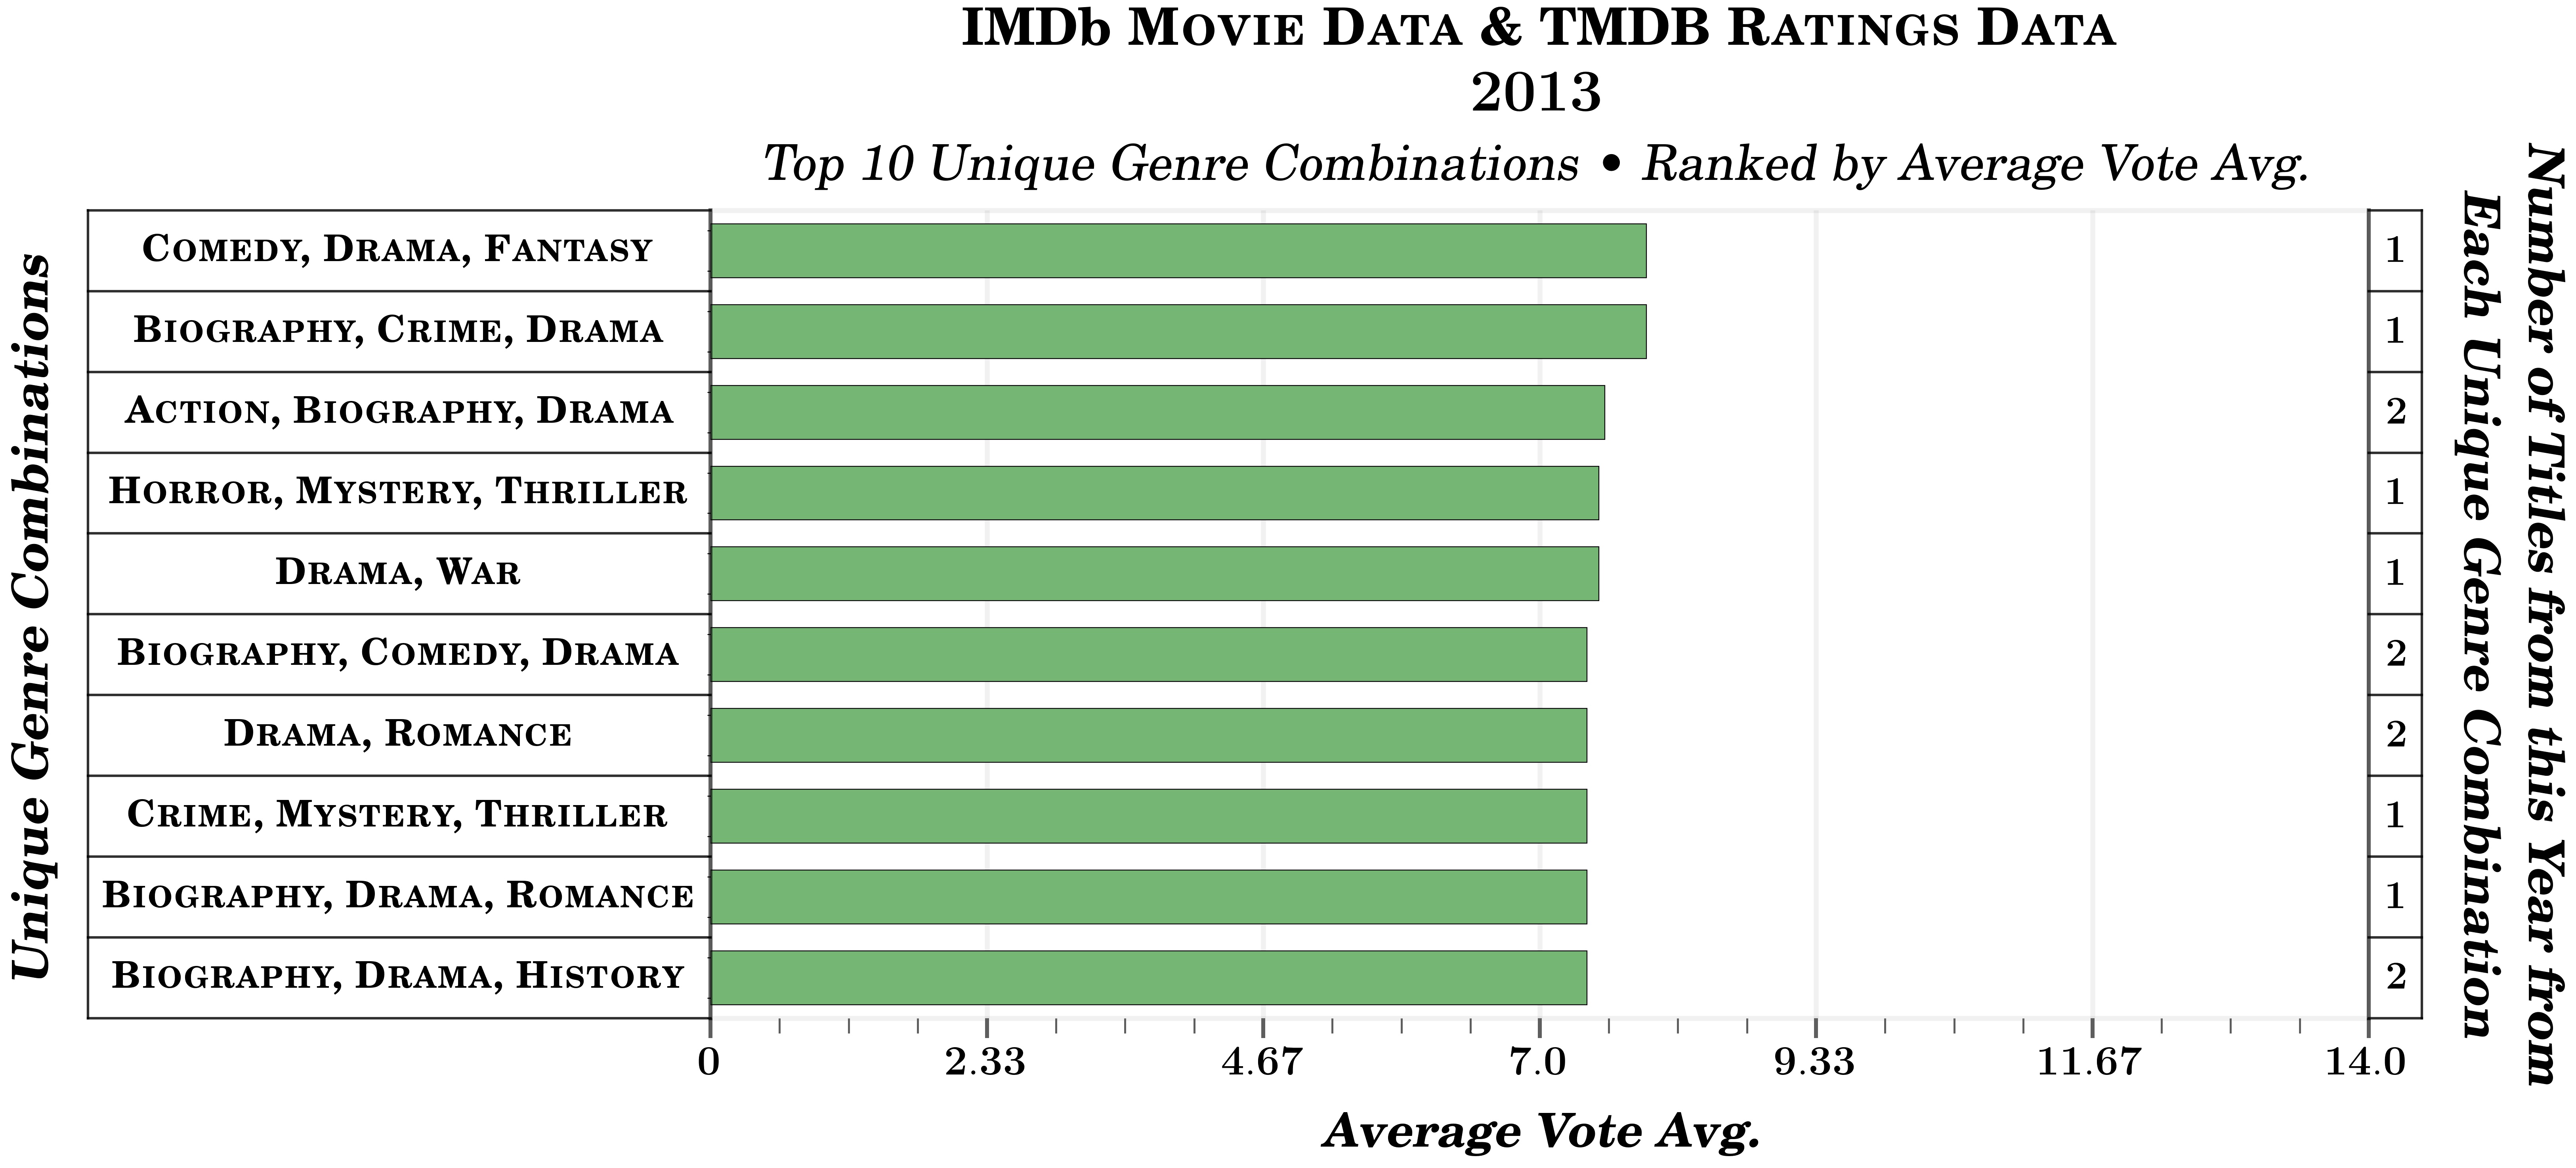 IMDb Movie Data & TMDB Ratings Data
2013
Top 10 Unique Genre Combinations • Ranked by Average Vote Avg.
Unique Genre Combinations
Comedy, Drama, Fantasy 1
Biography, Crime, Drama 1
Action, Biography, Drama 2
Horror, Mystery, Thriller 1
Drama, War 1
Biography, Comedy, Drama 2
Drama, Romance 2
Crime, Mystery, Thriller 1
Biography, Drama, Romance 1
Biography, Drama, History 2
Number of Titles from this Year from
Each Unique Genre Combination
0 2.33 4.67 7.0 9.33 11.67 14.0
Average Vote Avg.